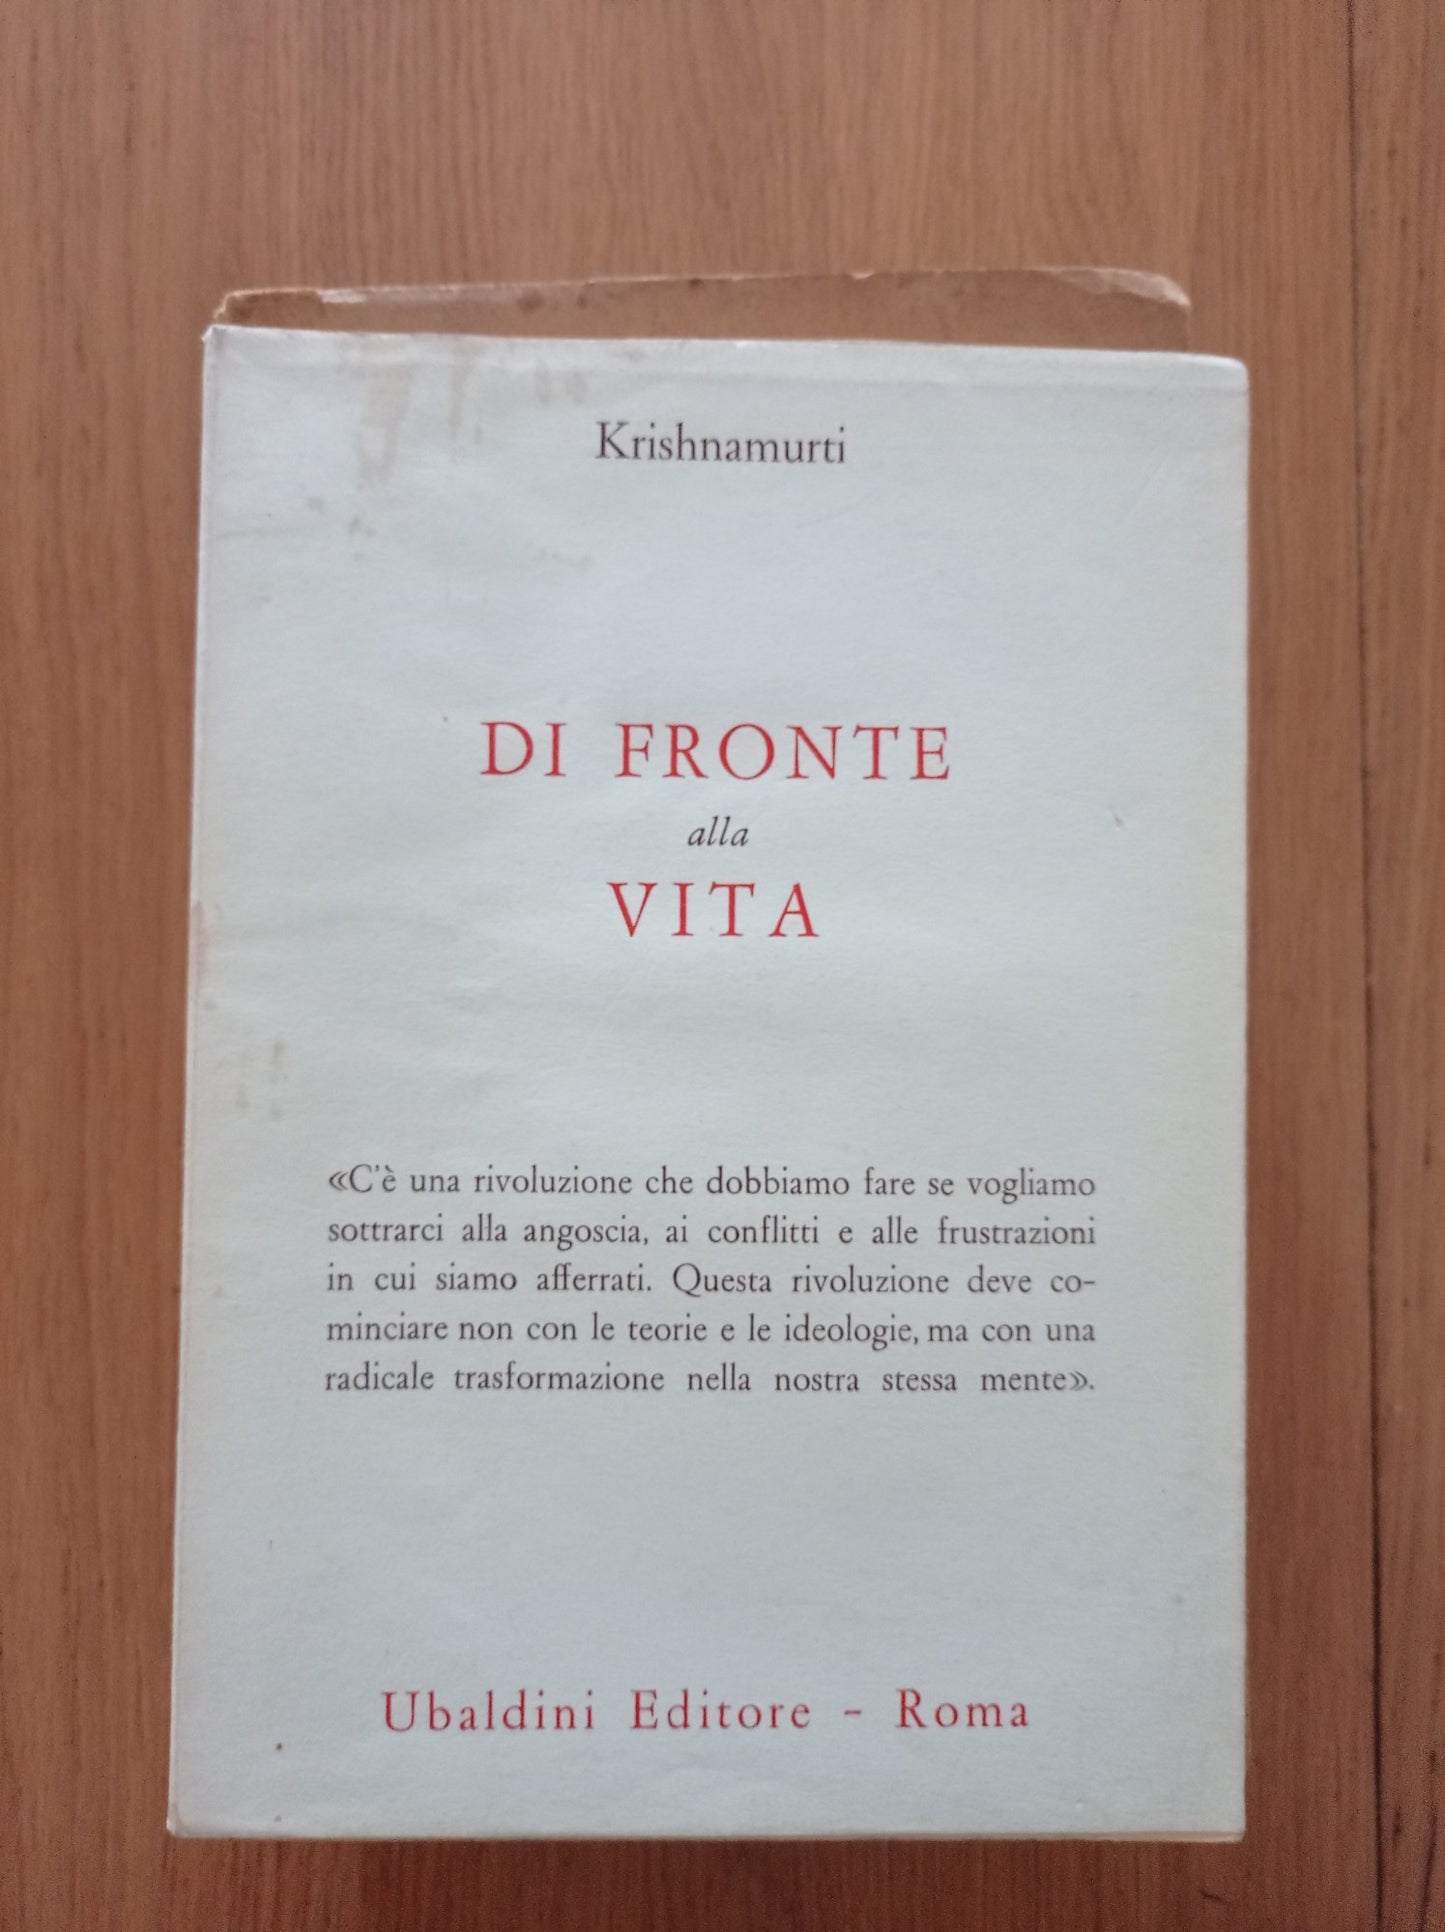 Krishnamurti
DI FRONTE
alla
VITA
«C'è una rivoluzione che dobbiamo fare se vogliamo
sottrarci alla angoscia, ai conflitti e alle frustrazioni
in cui siamo afferrati. Questa rivoluzione deve co-
minciare non con le teorie e le ideologie, ma con una
radicale trasformazione nella nostra stessa mente».
Ubaldini Editore - Roma